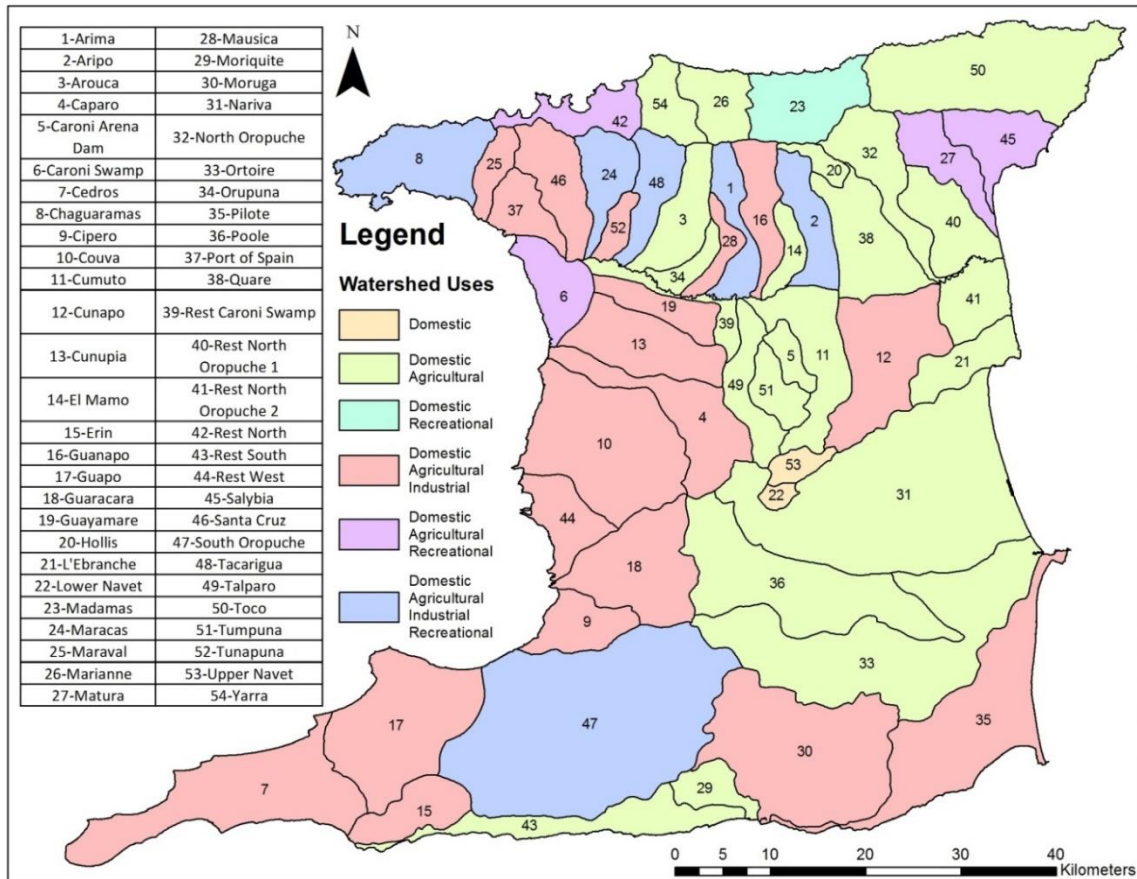 1-Arima 28-Mausica
2-Aripo 29-Moriquite
3-Arouca 30-Moruga
4-Caparo 31-Nariva
5-Caroni Arena
Dam
32-North Oropuche
6-Caroni Swamp 33-Ortoire
7-Cedros 34-Orupuna
8-Chaguaramas 35-Pilote
9-Cipero 36-Poole
10-Couva 37-Port of Spain
11-Cumuto 38-Quare
12-Cunapo 39-Rest Caroni Swamp
13-Cunupia
40-Rest North
Oropuche 1
14-El Mamo
41-Rest North
Oropuche 2
15-Erin 42-Rest North
16-Guanapo 43-Rest South
17-Guapo 44-Rest West
18-Guaracara 45-Salybia
19-Guayamare 46-Santa Cruz
20-Hollis 47-South Oropuche
21-L'Ebranche 48-Tacarigua
22-Lower Navet 49-Talparo
23-Madamas 50-Toco
24-Maracas 51-Tumpuna
25-Maraval 52-Tunapuna
26-Marianne 53-Upper Navet
27-Matura 54-Yarra
N
Legend
Watershed Uses
Domestic
Domestic
Agricultural
Domestic
Recreational
Domestic
Agricultural
Industrial
Domestic
Agricultural
Recreational
Domestic
Agricultural
Industrial
Recreational
50
54
26
23
42
45
27
32
8
25
46
24
48
1
20
37
52
3
28
16
2
14
38
40
34
6
19
41
39
13
5
11
12
21
51
49
4
10
53
22
31
44
18
36
9
33
47
17
35
30
7
29
15
43
0 5 10 20 30 40
Kilometers